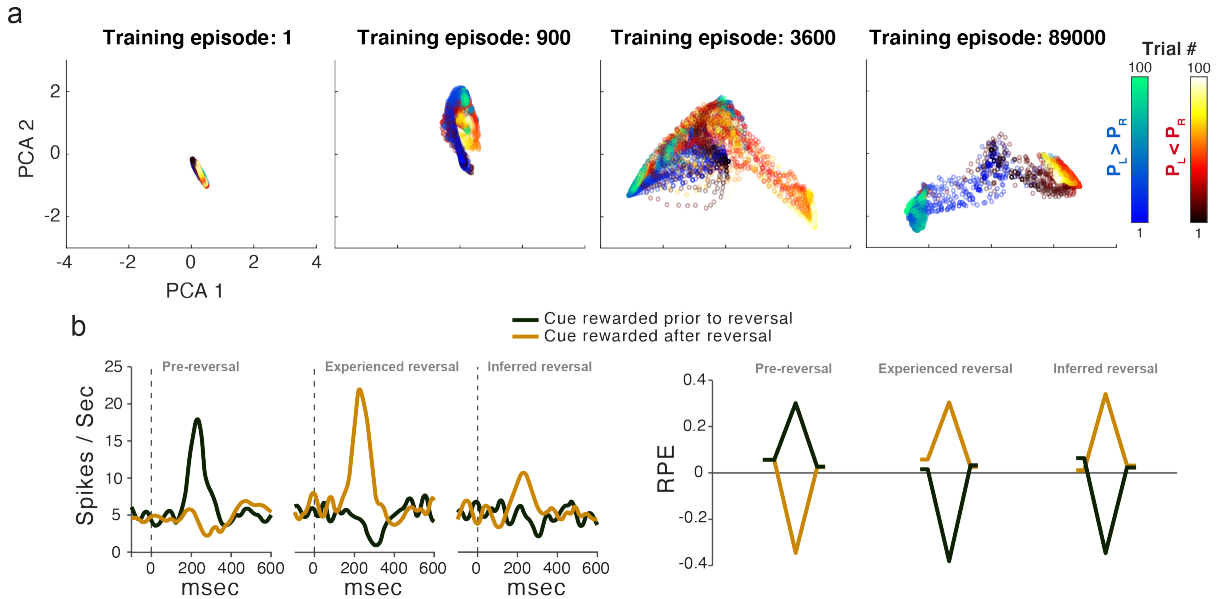 a
Training episode: 1
Training episode: 900
Training episode: 3600
Training episode: 89000
Trial #
100
100
2
0
-2
PCA 2
P_L > P_R
P_L < P_R
1
1
-4
-2
0
2
4
PCA 1
b
Cue rewarded prior to reversal
Cue rewarded after reversal
25
20
15
10
5
0
Spikes / Sec
Pre-reversal
Experienced reversal
Inferred reversal
0 200 400 600
0 200 400 600
0 200 400 600
msec
msec
msec
0.4
0.2
0
-0.2
-0.4
RPE
Pre-reversal
Experienced reversal
Inferred reversal